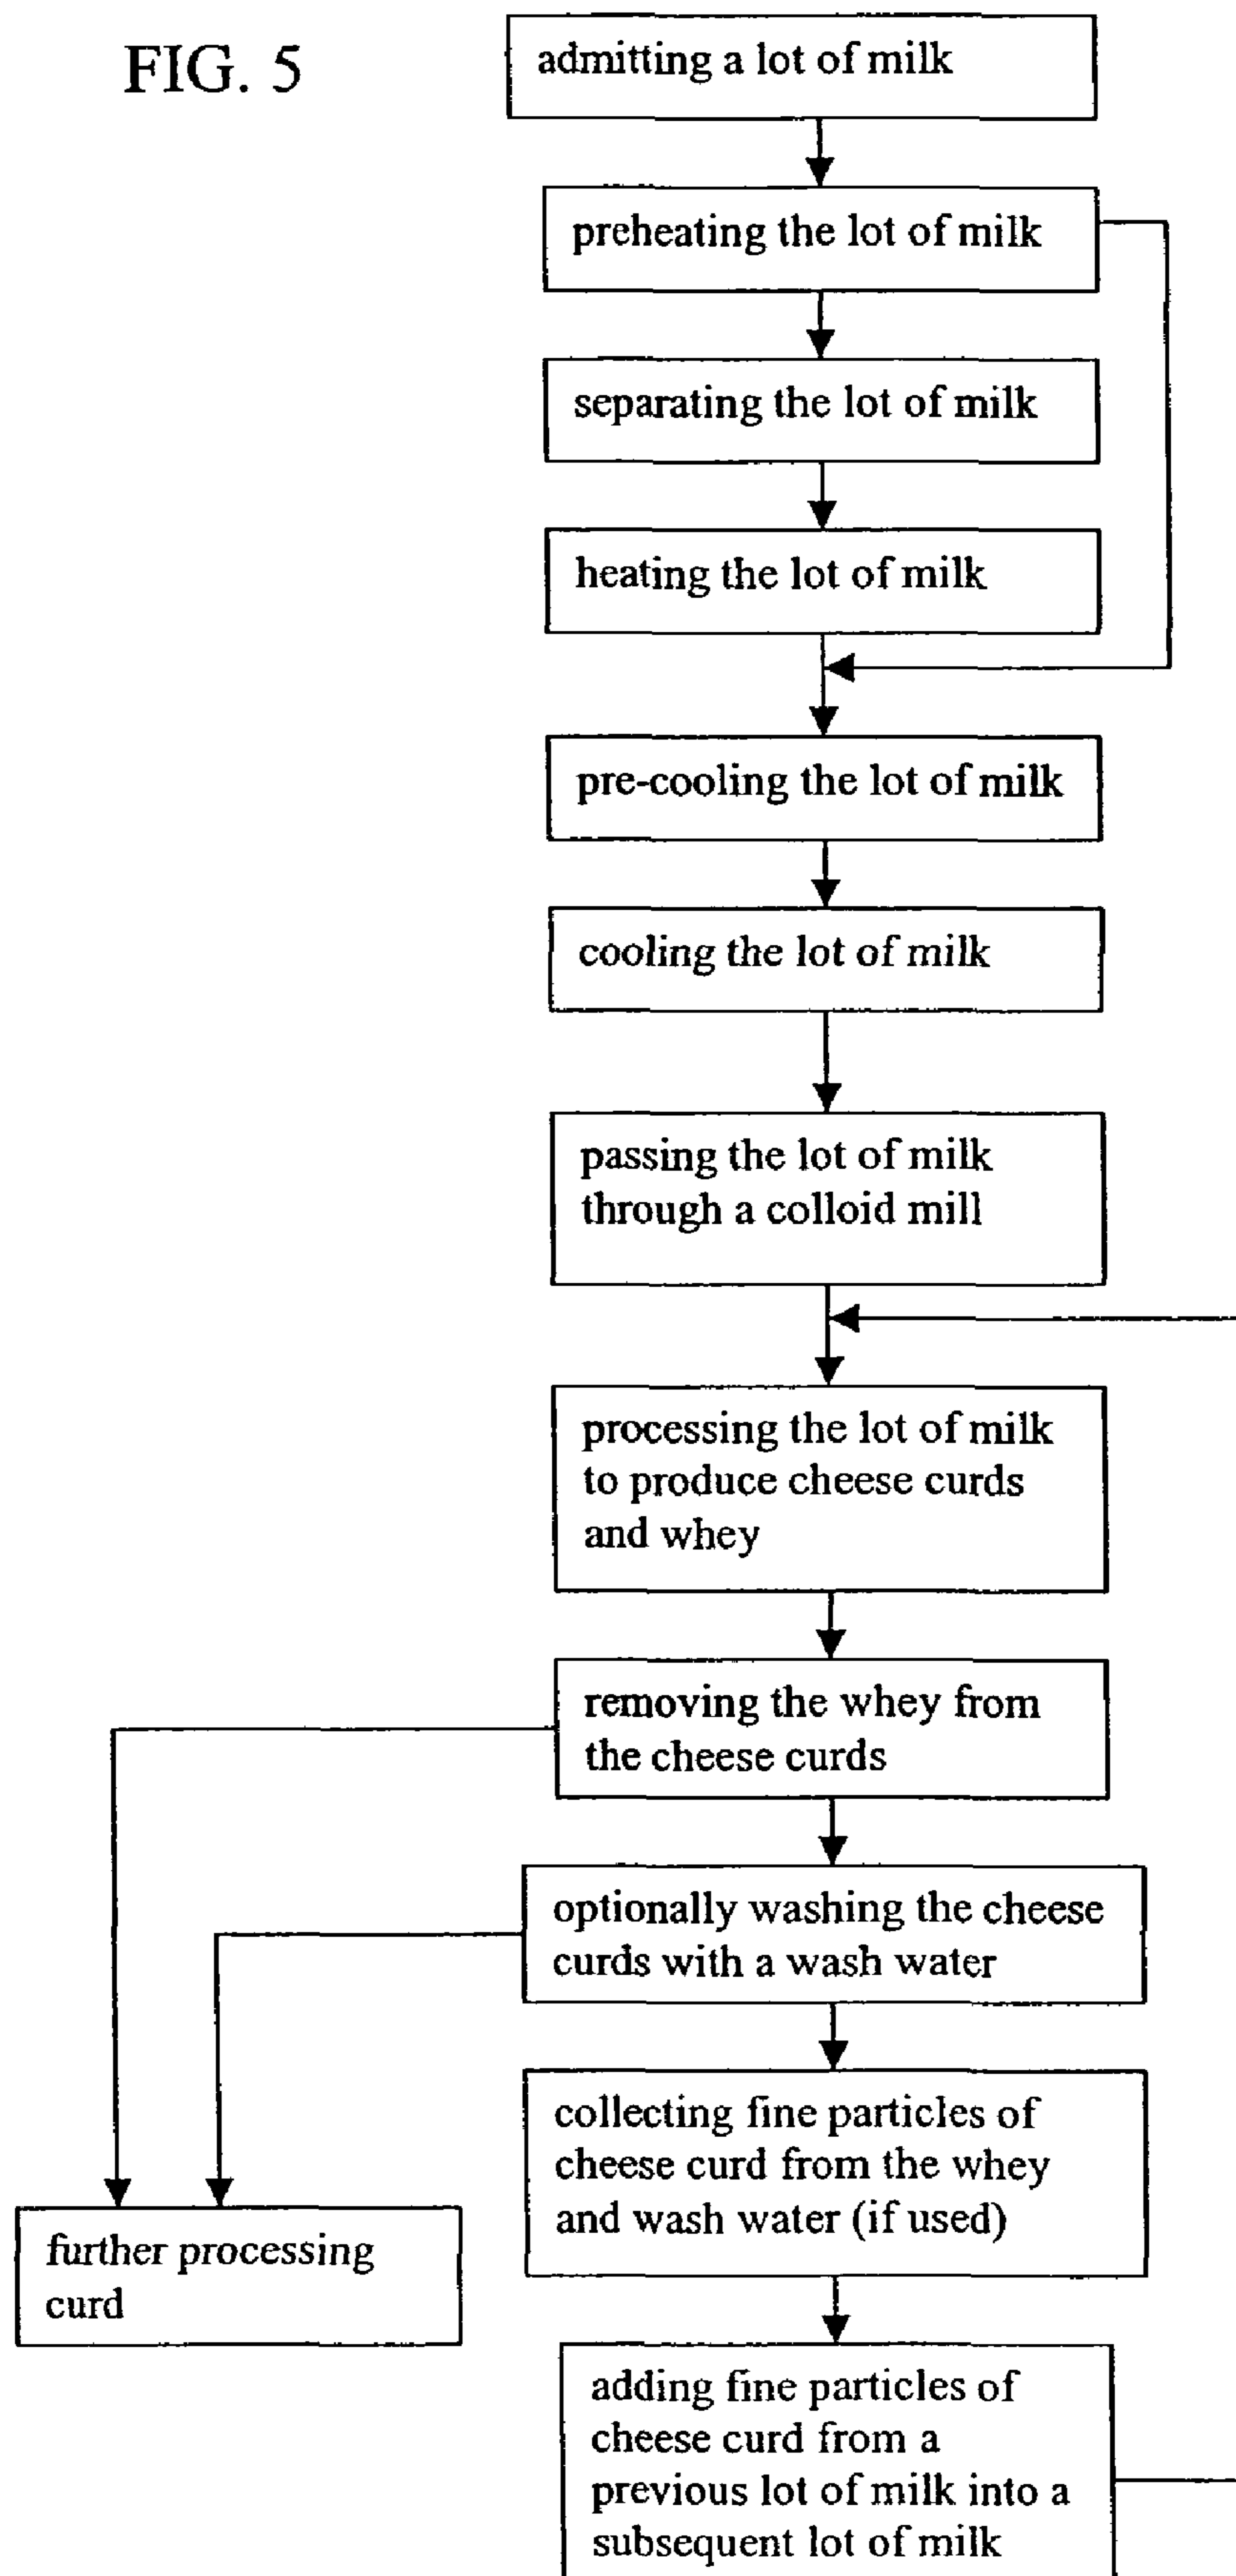 FIG. 5
admitting a lot of milk
preheating the lot of milk
separating the lot of milk
heating the lot of milk
pre-cooling the lot of milk
cooling the lot of milk
passing the lot of milk
through a colloid mill
processing the lot of milk
to produce cheese curds
and whey
removing the whey from
the cheese curds
optionally washing the cheese
curds with a wash water
collecting fine particles of
cheese curd from the whey
and wash water (if used)
further processing
curd
adding fine particles of
cheese curd from a
previous lot of milk into a
subsequent lot of milk